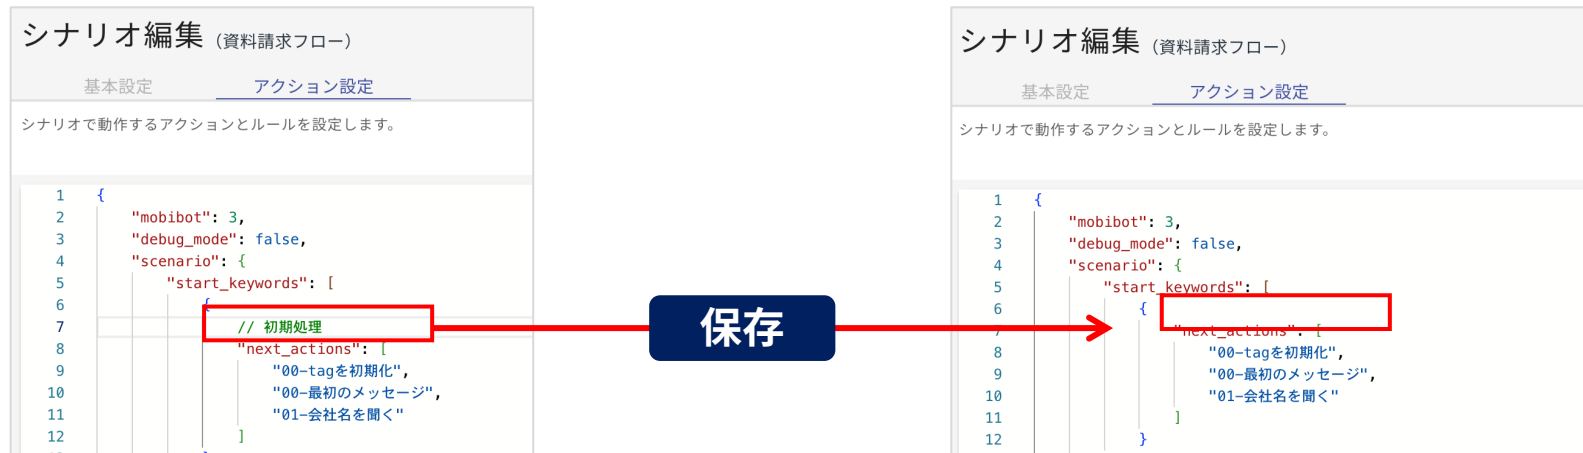 シナリオ編集 (資料請求フロー)
基本設定 アクション設定
シナリオで動作するアクションとルールを設定します。
1 {
2 "mobibot": 3,
3 "debug_mode": false,
4 "scenario": {
5 "start_keywords": [
6 {
7 // 初期処理
8 "next_actions": [
9 "00-tagを初期化",
10 "00-最初のメッセージ",
11 "01-会社名を聞く"
12 ]
保存
シナリオ編集 (資料請求フロー)
基本設定 アクション設定
シナリオで動作するアクションとルールを設定します。
1 {
2 "mobibot": 3,
3 "debug_mode": false,
4 "scenario": {
5 "start_keywords": [
6 {
7 "next_actions": [
8 "00-tagを初期化",
9 "00-最初のメッセージ",
10 "01-会社名を聞く"
11 ]
12 }